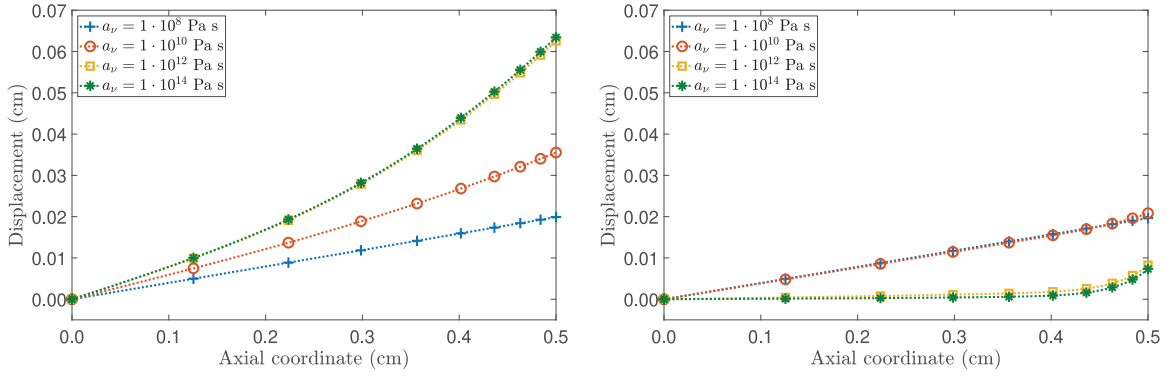 0.07
0.06
0.05
0.04
0.03
0.02
0.01
0.00
Displacement (cm)
a_ν = 1 · 10^8 Pa s
a_ν = 1 · 10^10 Pa s
a_ν = 1 · 10^12 Pa s
a_ν = 1 · 10^14 Pa s
0.0 0.1 0.2 0.3 0.4 0.5
Axial coordinate (cm)
0.07
0.06
0.05
0.04
0.03
0.02
0.01
0.00
Displacement (cm)
a_ν = 1 · 10^8 Pa s
a_ν = 1 · 10^10 Pa s
a_ν = 1 · 10^12 Pa s
a_ν = 1 · 10^14 Pa s
0.0 0.1 0.2 0.3 0.4 0.5
Axial coordinate (cm)